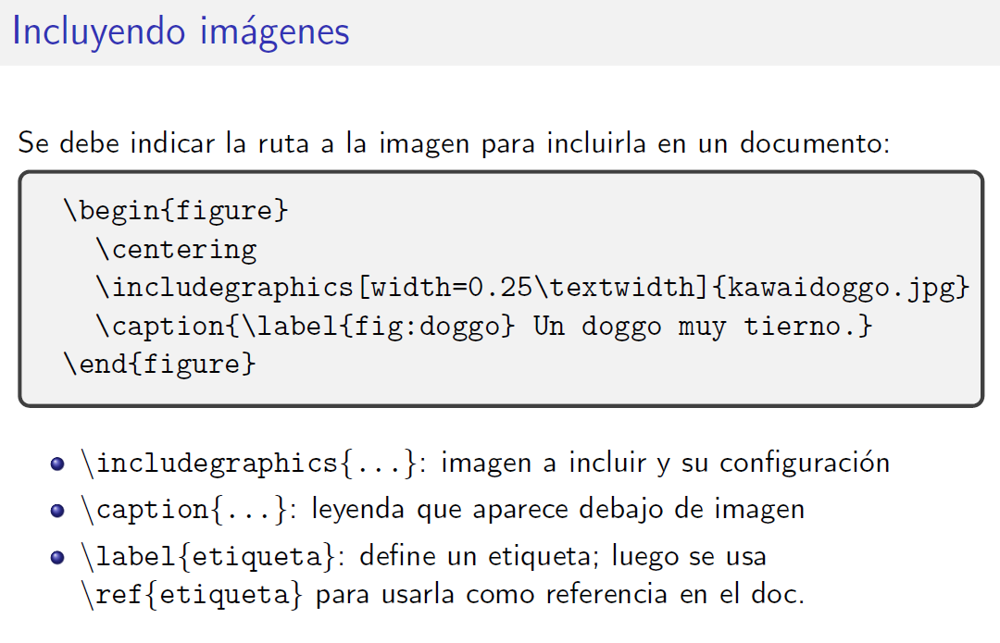 Incluyendo imágenes
Se debe indicar la ruta a la imagen para incluirla en un documento:
\begin{figure}
\centering
\includegraphics[width=0.25\textwidth]{kawaidoggo.jpg}
\caption{\label{fig:doggo} Un doggo muy tierno.}
\end{figure}
\includegraphics{...}: imagen a incluir y su configuración
\caption{...}: leyenda que aparece debajo de imagen
\label{etiqueta}: define un etiqueta; luego se usa
\ref{etiqueta} para usarla como referencia en el doc.